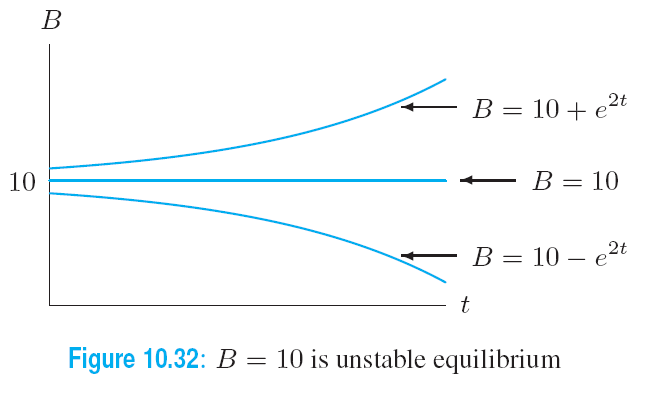 B
B = 10 + e^{2t}
10
B = 10
B = 10 − e^{2t}
t
Figure 10.32: B = 10 is unstable equilibrium